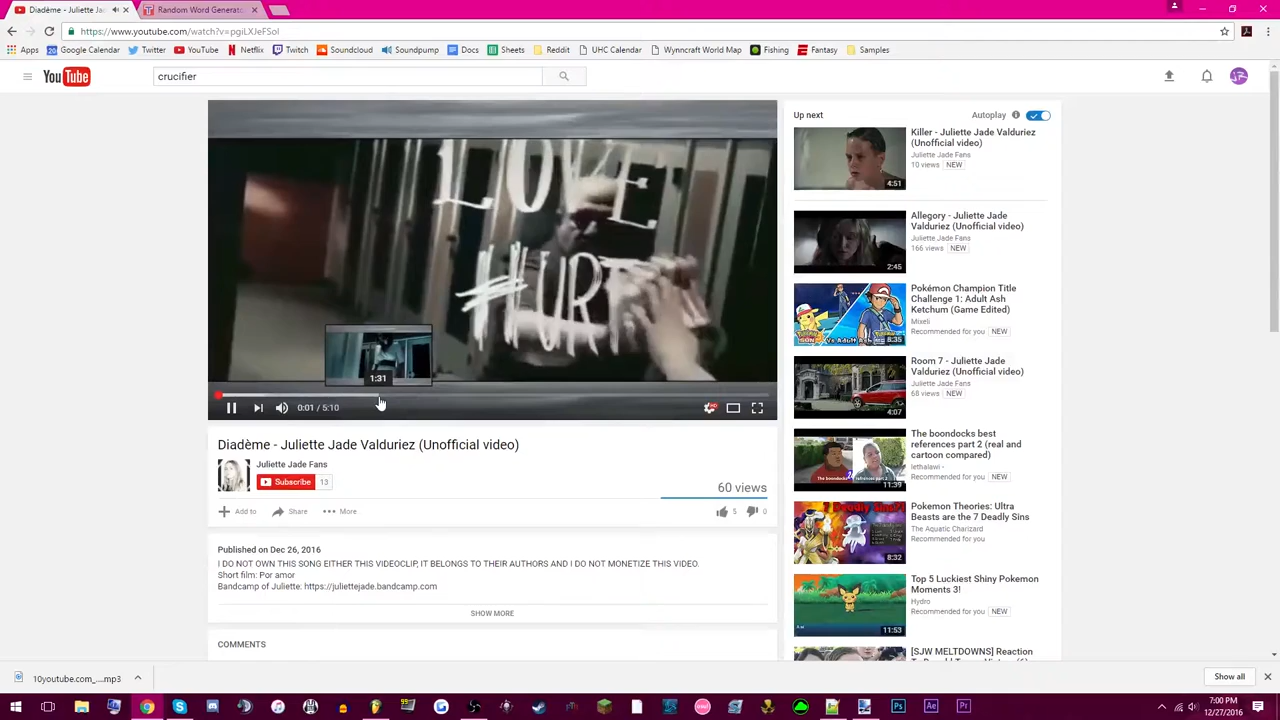 Diadème - Juliette Ja
Random Word Generato
https://www.youtube.com/watch?v=pgiLXJeFSoI
Apps Google Calendar Twitter YouTube Netflix Twitch Soundcloud Soundpump Docs Sheets Reddit UHC Calendar Wynncraft World Map Fishing Fantasy Samples
YouTube
crucifier
1:31
0:01 / 5:10
Diadème - Juliette Jade Valduriez (Unofficial video)
Juliette Jade Fans
Subscribe 13
60 views
Add to Share More
5 0
Published on Dec 26, 2016
I DO NOT OWN THIS SONG EITHER THIS VIDEOCLIP, IT BELONGS TO THEIR AUTHORS AND I DO NOT MONETIZE THIS VIDEO.
Short film: Por amor
Bandcamp of Juliette: https://juliettejade.bandcamp.com
SHOW MORE
COMMENTS
Up next
Autoplay
Killer - Juliette Jade Valduriez
(Unofficial video)
Juliette Jade Fans
10 views NEW
4:51
Allegory - Juliette Jade
Valduriez (Unofficial video)
Juliette Jade Fans
166 views NEW
2:45
Pokémon Champion Title
Challenge 1: Adult Ash
Ketchum (Game Edited)
Mixeli
Recommended for you NEW
8:35
Room 7 - Juliette Jade
Valduriez (Unofficial video)
Juliette Jade Fans
68 views NEW
4:07
The boondocks best
references part 2 (real and
cartoon compared)
lethalawi -
Recommended for you NEW
11:39
Pokemon Theories: Ultra
Beasts are the 7 Deadly Sins
The Aquatic Charizard
Recommended for you
8:32
Top 5 Luckiest Shiny Pokemon
Moments 3!
Hydro
Recommended for you NEW
11:53
[SJW MELTDOWNS] Reaction
10youtube.com_....mp3
Show all
7:00 PM
12/27/2016